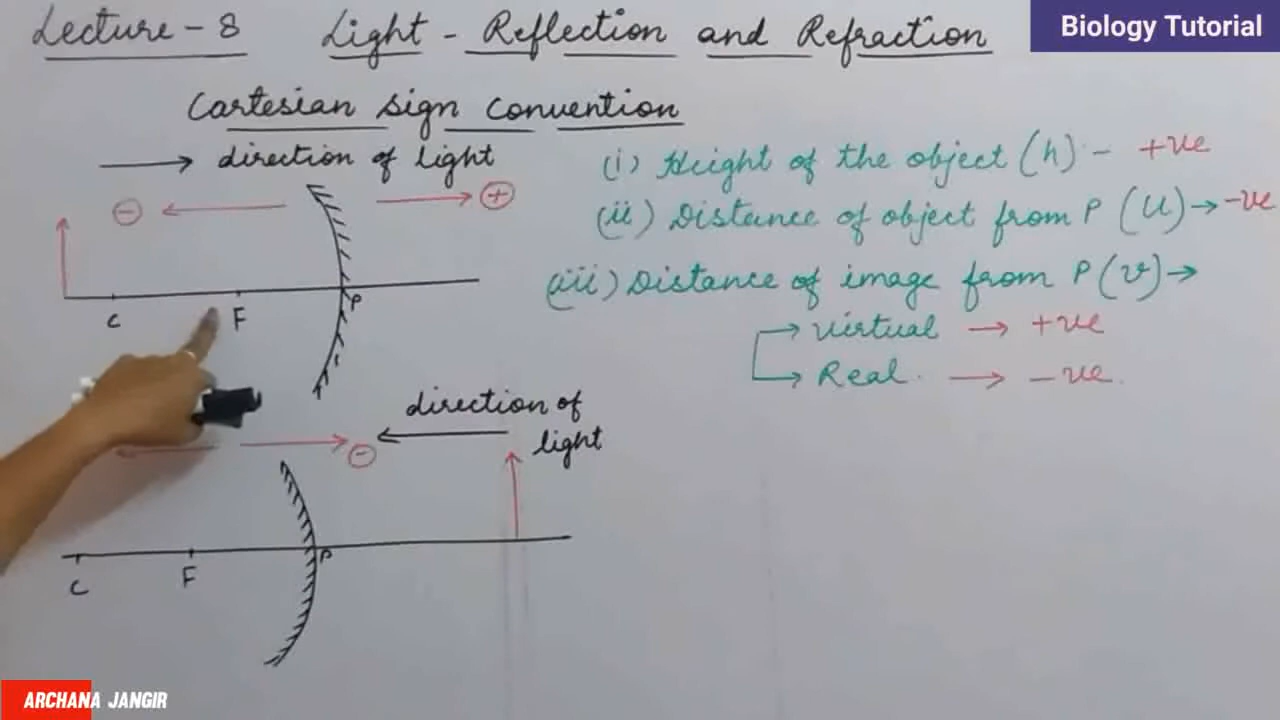 Lecture - 8 Light - Reflection and Refraction
Biology Tutorial
Cartesian sign convention
→ direction of light
⊖ ← → ⊕
C F P
(i) Height of the object (h) - +ve
(ii) Distance of object from P (u) → -ve
(iii) Distance of image from P (v) →
→ Virtual → +ve
→ Real. → -ve.
direction of
light
⊖
C F P
ARCHANA JANGIR